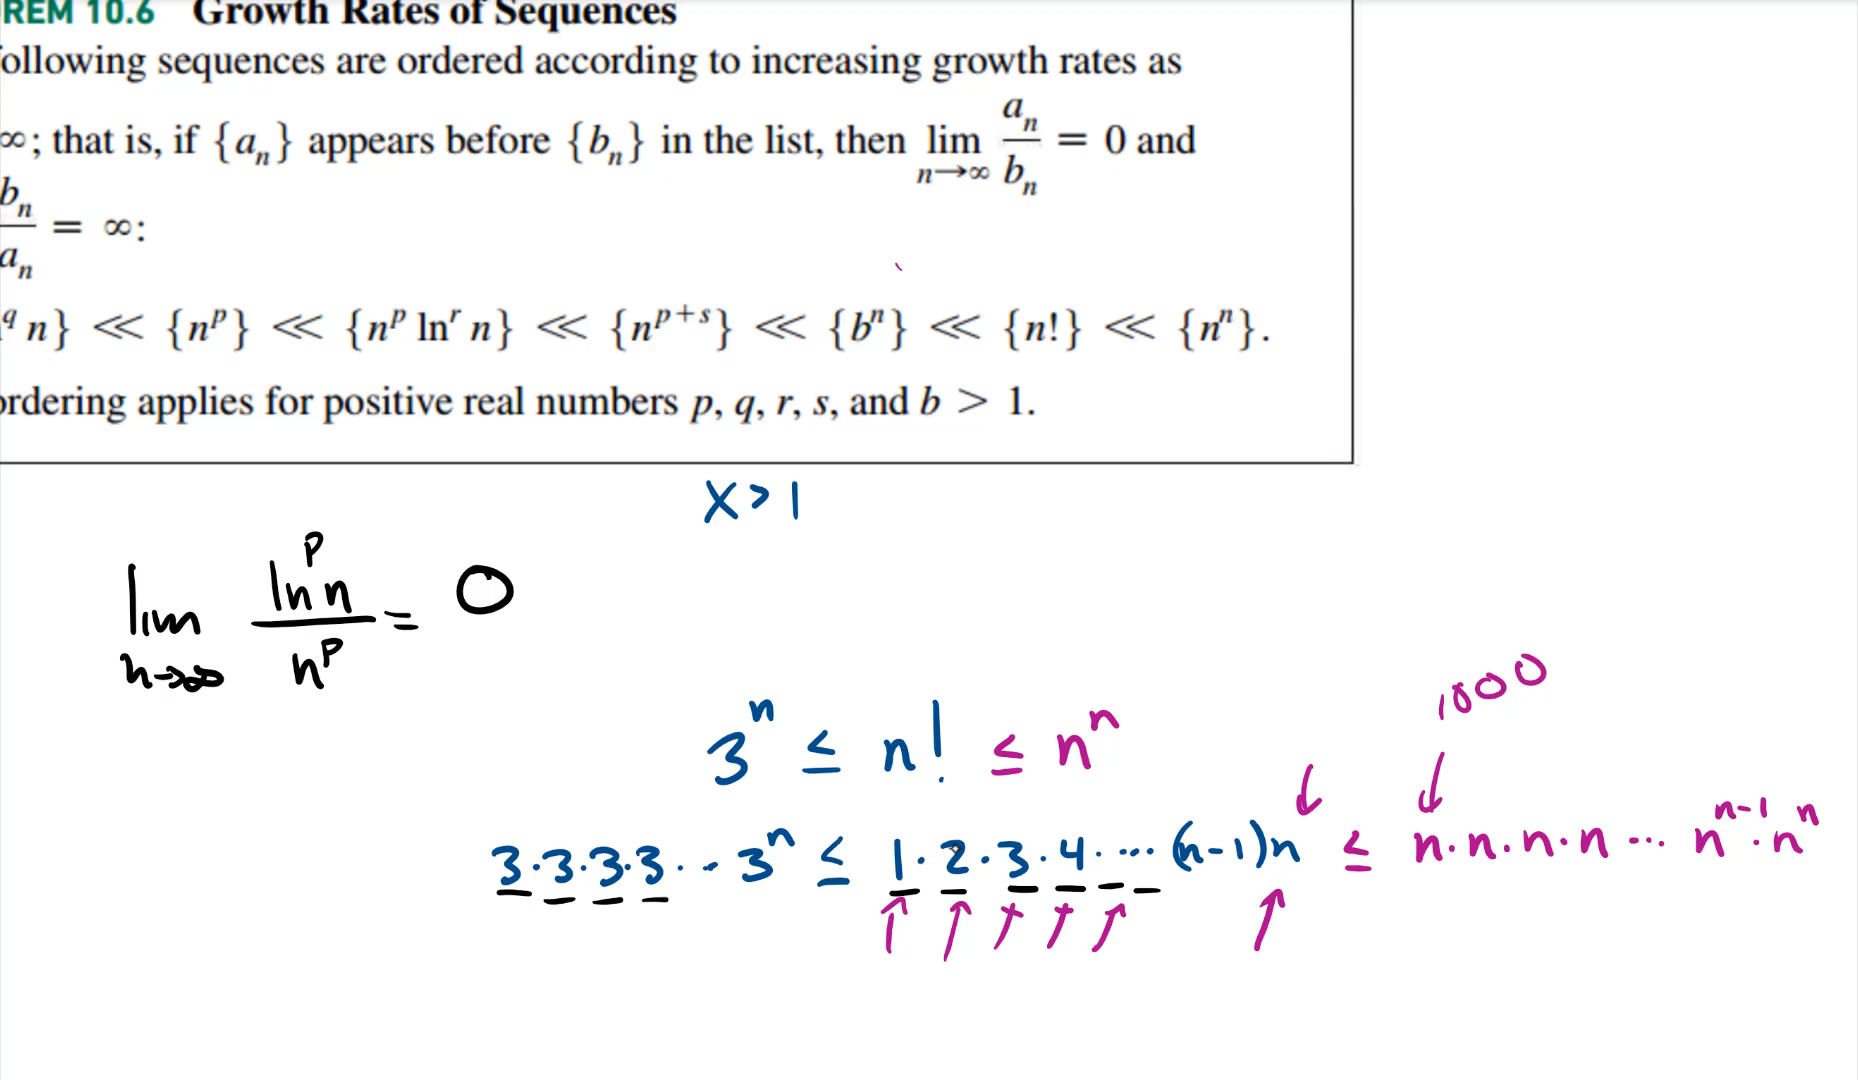 REM 10.6 Growth Rates of Sequences
ollowing sequences are ordered according to increasing growth rates as
∞; that is, if {aₙ} appears before {bₙ} in the list, then lim n→∞ aₙ/bₙ = 0 and
bₙ/aₙ = ∞:
^q n} ≪ {n^p} ≪ {n^p ln^r n} ≪ {n^(p+s)} ≪ {b^n} ≪ {n!} ≪ {n^n}.
ordering applies for positive real numbers p, q, r, s, and b > 1.
x > 1
lim n→∞ ln^p n / n^p = 0
1000
3^n ≤ n! ≤ n^n
3·3·3·3·‥3^n ≤ 1·2·3·4·…(n-1)n ≤ n·n·n·n… n^(n-1)·n^n